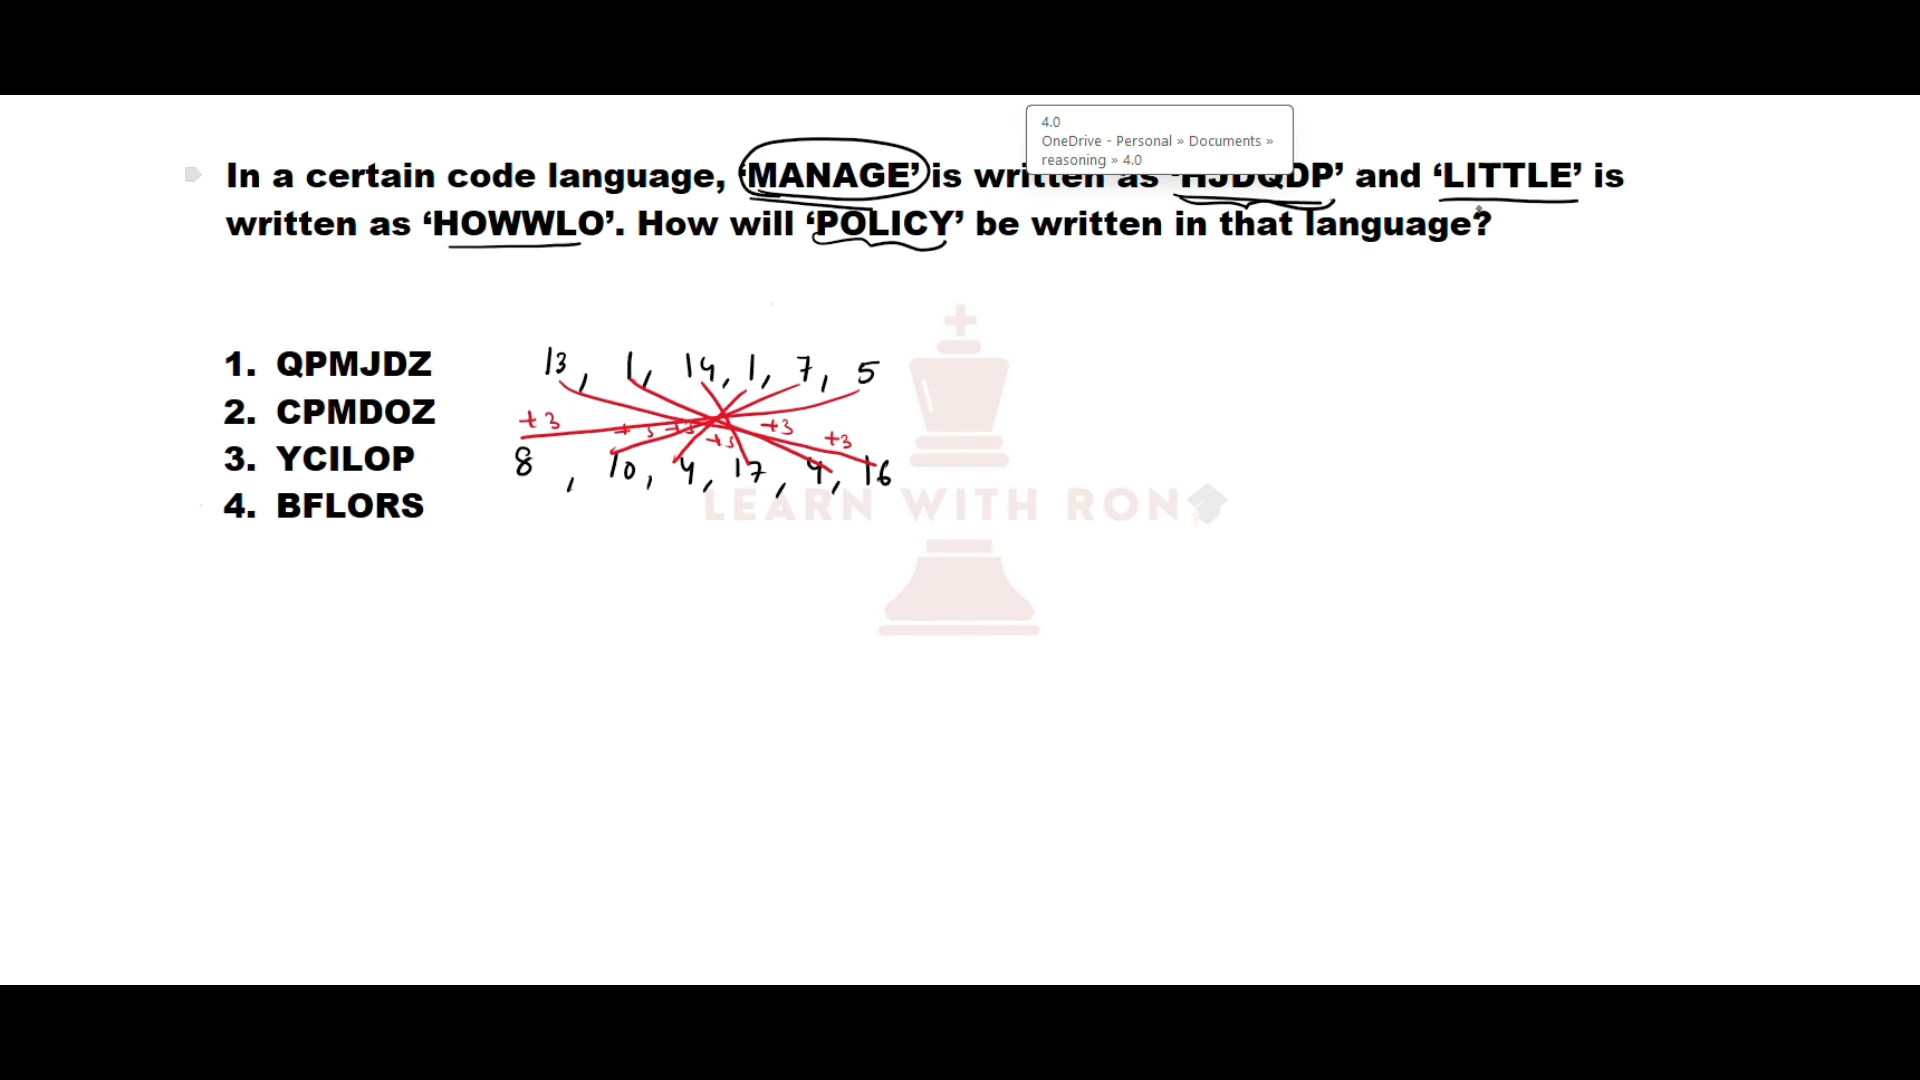 4.0
OneDrive - Personal » Documents »
reasoning » 4.0
In a certain code language, ‘MANAGE’ is written as ‘HJDQDP’ and ‘LITTLE’ is
written as ‘HOWWLO’. How will ‘POLICY’ be written in that language?
1. QPMJDZ
2. CPMDOZ
3. YCILOP
4. BFLORS
13, 1, 14, 1, 7, 5
+3 +3 +3 +3 +3 +3
8, 10, 4, 17, 4, 16
LEARN WITH RON